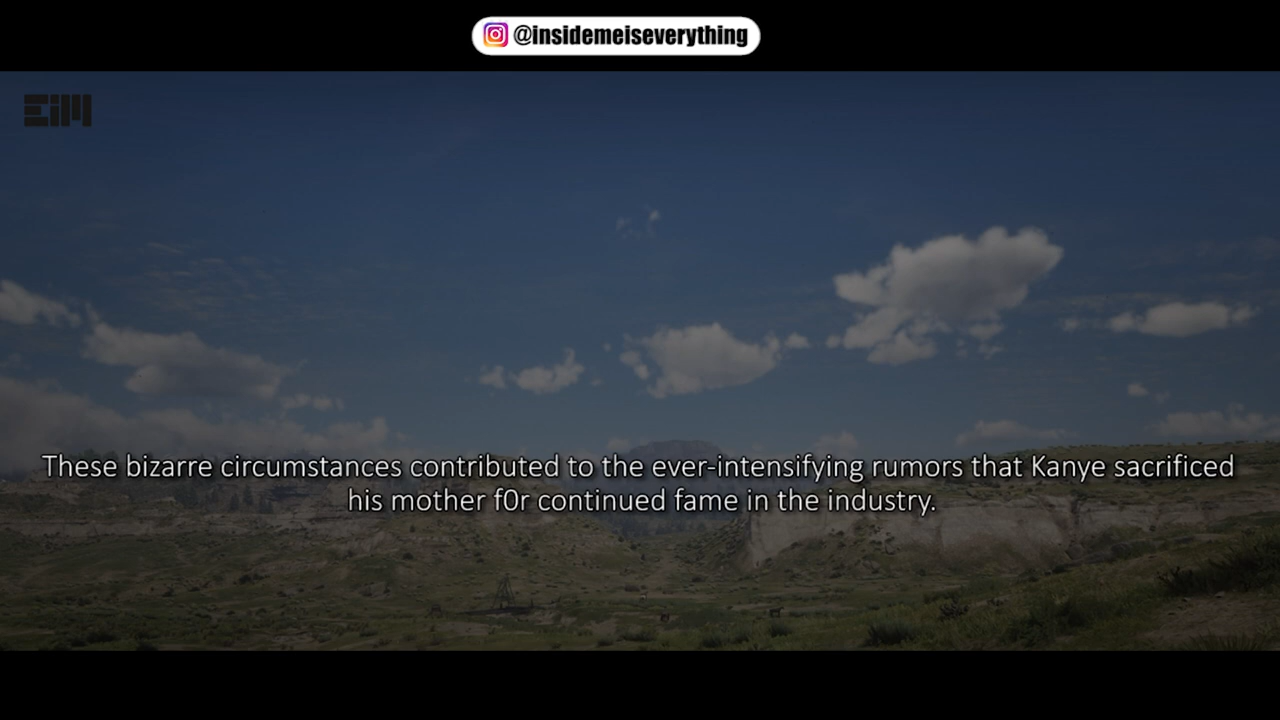 @insidemeiseverything
EiM
These bizarre circumstances contributed to the ever-intensifying rumors that Kanye sacrificed
his mother f0r continued fame in the industry.